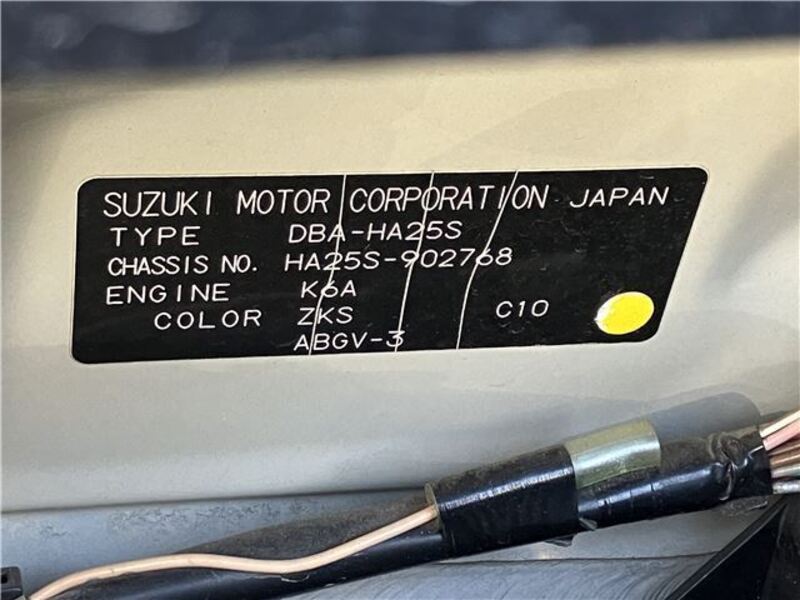 SUZUKI MOTOR CORPORATION JAPAN
TYPE DBA-HA25S
CHASSIS NO. HA25S-902768
ENGINE K6A
COLOR ZKS C10
ABGV-3